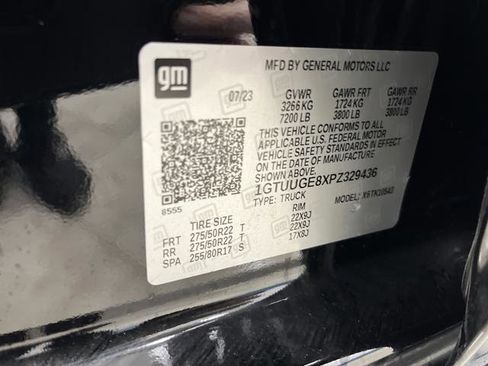 gm
MFD BY GENERAL MOTORS LLC
07/23 GVWR GAWR FRT GAWR RR
3266 KG 1724 KG 1724 KG
7200 LB 3800 LB 3800 LB
THIS VEHICLE CONFORMS TO ALL
APPLICABLE U.S. FEDERAL MOTOR
VEHICLE SAFETY STANDARDS IN EFFECT
ON THE DATE OF MANUFACTURE
1GTUUGE8XPZ329436
8555 TYPE: TRUCK MODEL:
TIRE SIZE RIM
FRT 275/50R22 T 22X9J
RR 275/50R22 T 22X9J
SPA 255/80R17 S 17X8J